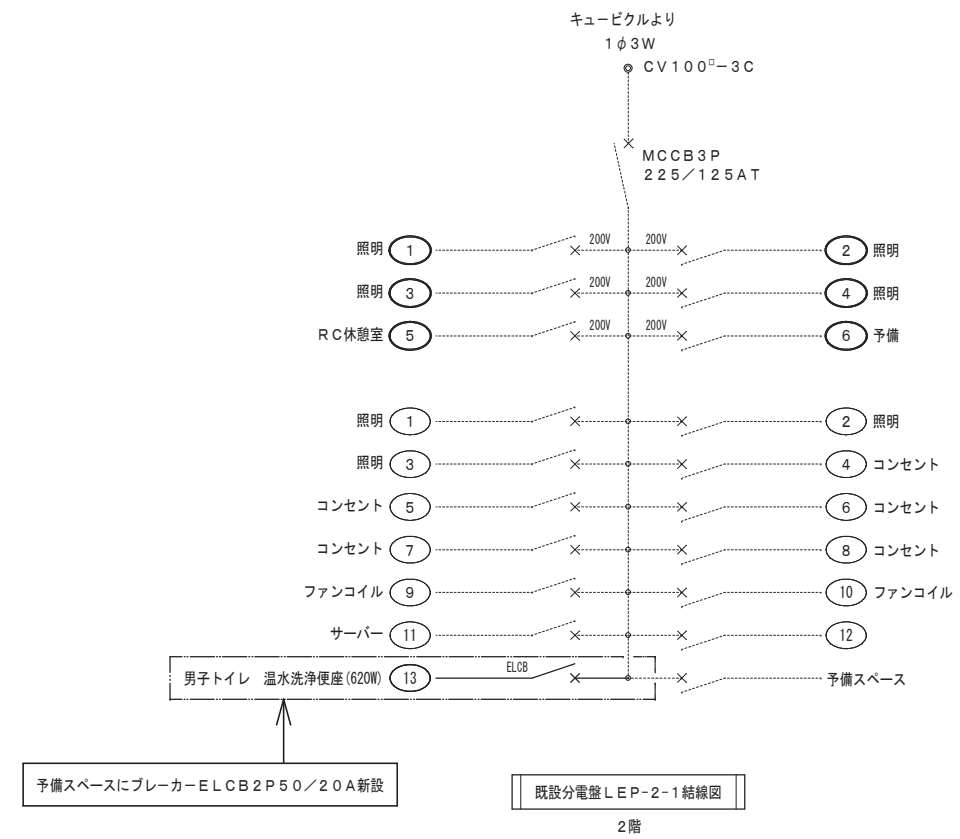 キュービクルより
1φ3W
CV100□-3C
MCCB3P
225／125AT
照明 1 200V 200V 2 照明
照明 3 200V 200V 4 照明
RC休憩室 5 200V 200V 6 予備
照明 1 2 照明
照明 3 4 コンセント
コンセント 5 6 コンセント
コンセント 7 8 コンセント
ファンコイル 9 10 ファンコイル
サーバー 11 12
男子トイレ 温水洗浄便座(620W) 13 ELCB 予備スペース
予備スペースにブレーカーELCB2P50／20A新設
既設分電盤LEP-2-1結線図
2階